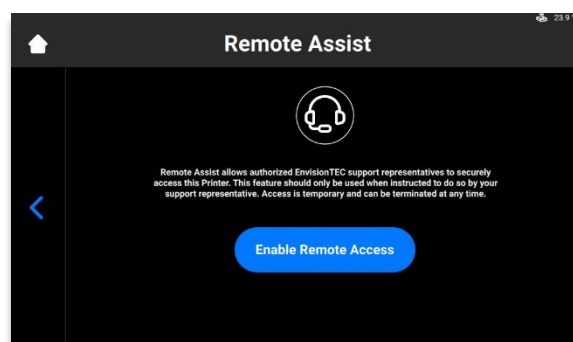 23.9
Remote Assist
Remote Assist allows authorized EnvisionTEC support representatives to securely
access this Printer. This feature should only be used when instructed to do so by your
support representative. Access is temporary and can be terminated at any time.
Enable Remote Access